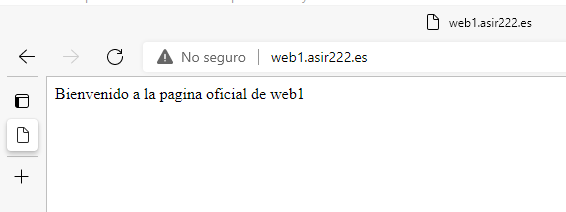 web1.asir222.es
No seguro
web1.asir222.es
Bienvenido a la pagina oficial de web1